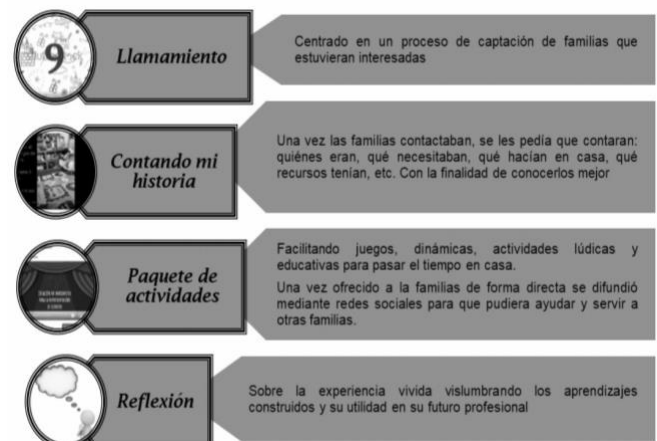 9
Llamamiento
Centrado en un proceso de captación de familias que
estuvieran interesadas
Contando mi
historia
Una vez las familias contactaban, se les pedía que contaran:
quiénes eran, qué necesitaban, qué hacían en casa, qué
recursos tenían, etc. Con la finalidad de conocerlos mejor
Paquete de
actividades
Facilitando juegos, dinámicas, actividades lúdicas y
educativas para pasar el tiempo en casa.
Una vez ofrecido a la familias de forma directa se difundió
mediante redes sociales para que pudiera ayudar y servir a
otras familias.
Reflexión
Sobre la experiencia vivida vislumbrando los aprendizajes
construidos y su utilidad en su futuro profesional